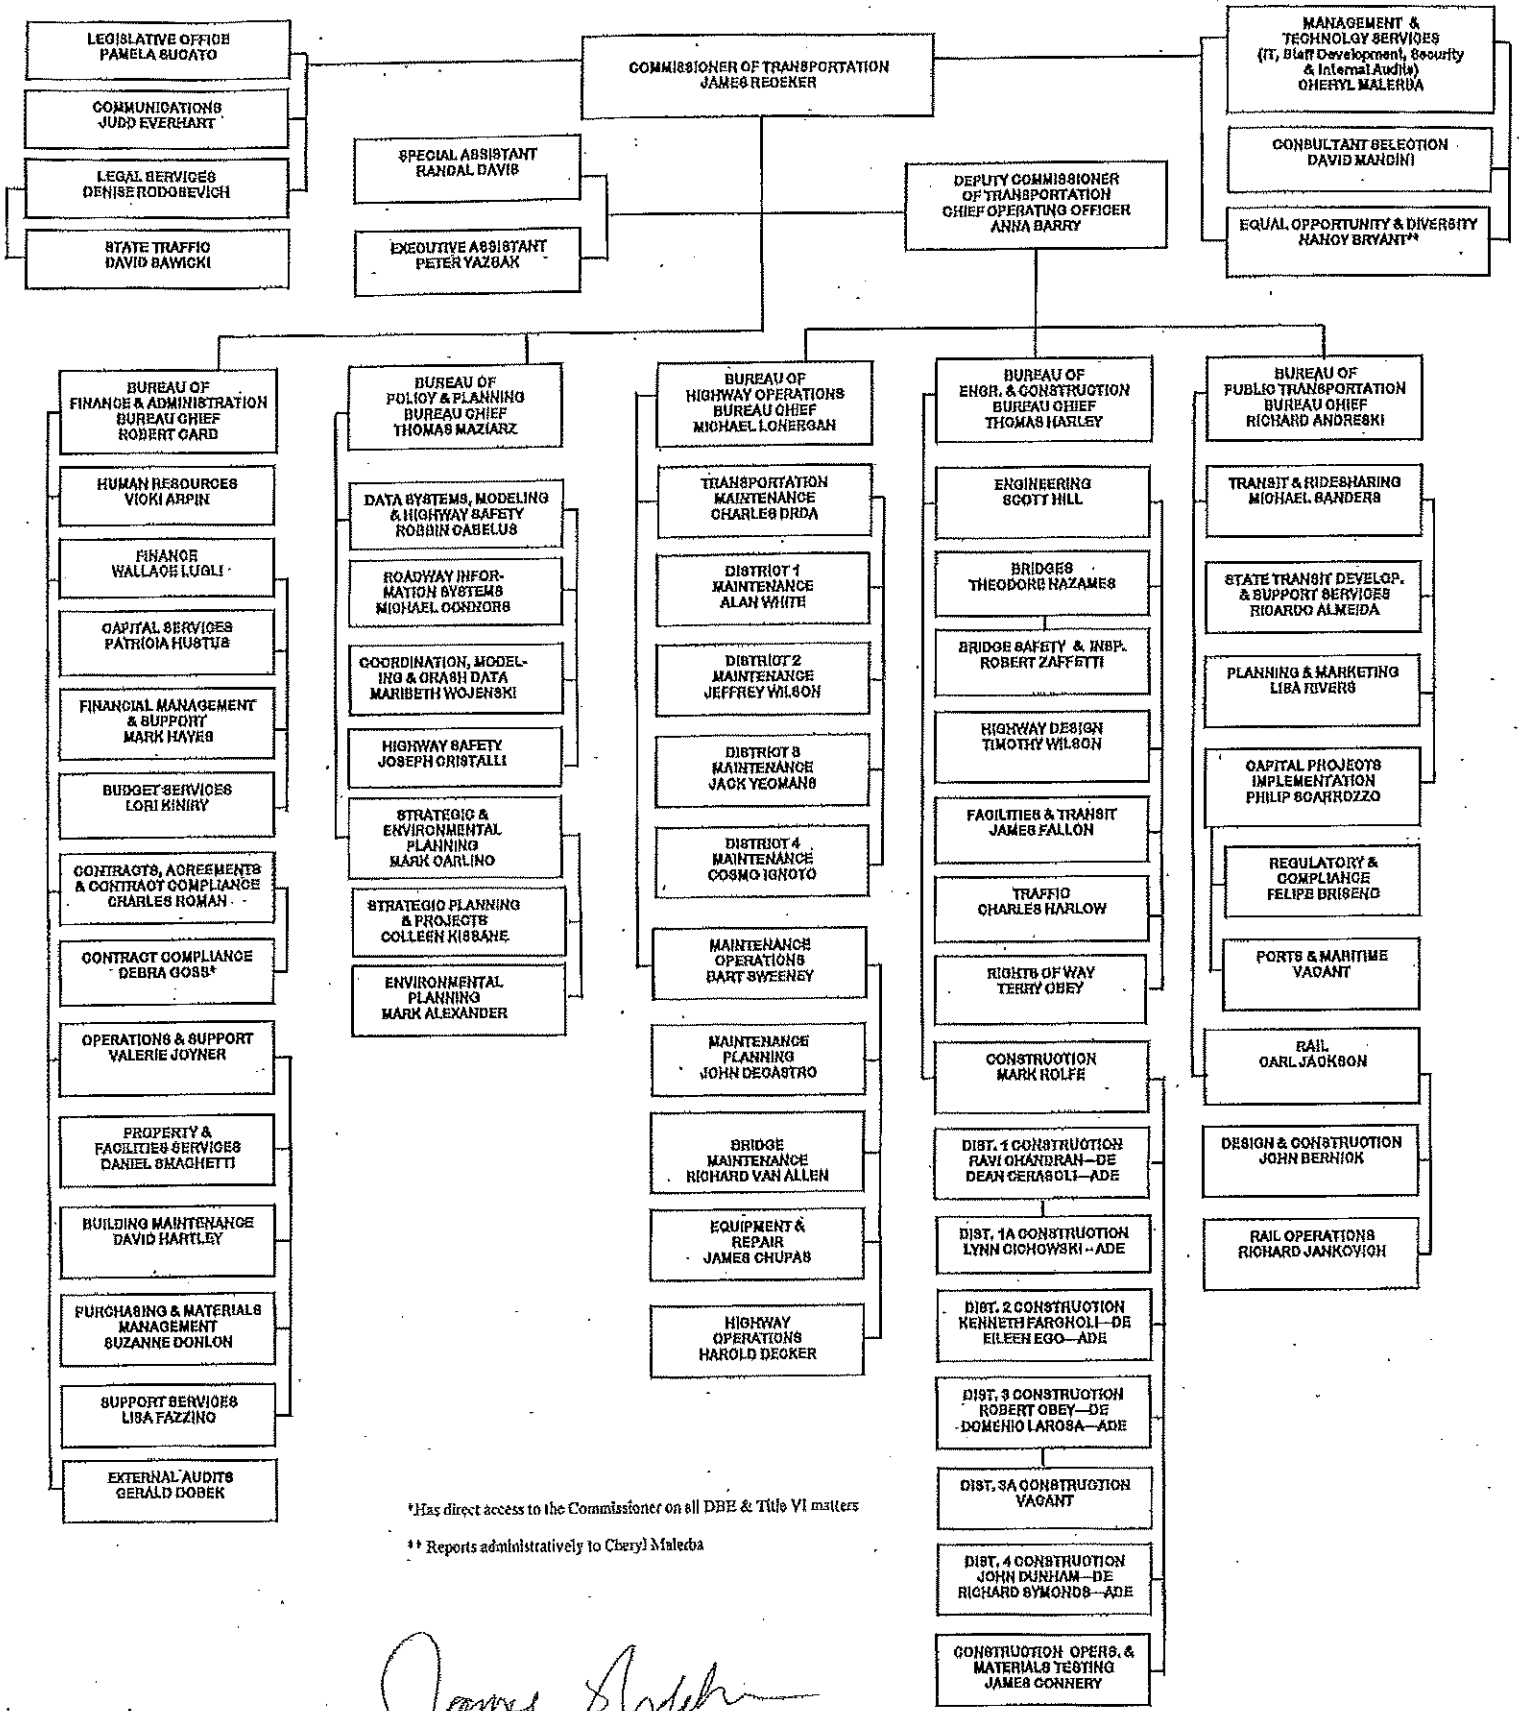 LEGISLATIVE OFFICE
PAMELA SUCATO
COMMUNICATIONS
JUDD EVERHART
LEGAL SERVICES
DENISE RODOSEVICH
STATE TRAFFIC
DAVID SAWICKI
COMMISSIONER OF TRANSPORTATION
JAMES REDEKER
SPECIAL ASSISTANT
RANDAL DAVIS
EXECUTIVE ASSISTANT
PETER YAZBAK
DEPUTY COMMISSIONER
OF TRANSPORTATION
CHIEF OPERATING OFFICER
ANNA BARRY
MANAGEMENT &
TECHNOLGY SERVICES
(IT, Staff Development, Security
& Internal Audits)
CHERYL MALERBA
CONSULTANT SELECTION
DAVID MANCINI
EQUAL OPPORTUNITY & DIVERSITY
NANCY BRYANT**
BUREAU OF
FINANCE & ADMINISTRATION
BUREAU CHIEF
ROBERT CARD
HUMAN RESOURCES
VICKI ARPIN
FINANCE
WALLACE LUGLI
CAPITAL SERVICES
PATRICIA HUSTUS
FINANCIAL MANAGEMENT
& SUPPORT
MARK HAYES
BUDGET SERVICES
LORI KINIRY
CONTRACTS, AGREEMENTS
& CONTRACT COMPLIANCE
CHARLES ROMAN
CONTRACT COMPLIANCE
DEBRA GOSS*
OPERATIONS & SUPPORT
VALERIE JOYNER
PROPERTY &
FACILITIES SERVICES
DANIEL SMACHETTI
BUILDING MAINTENANCE
DAVID HARTLEY
PURCHASING & MATERIALS
MANAGEMENT
SUZANNE DONLON
SUPPORT SERVICES
LISA FAZZINO
EXTERNAL AUDITS
GERALD DOBEK
BUREAU OF
POLICY & PLANNING
BUREAU CHIEF
THOMAS MAZIARZ
DATA SYSTEMS, MODELING
& HIGHWAY SAFETY
ROBBIN CABELUS
ROADWAY INFOR-
MATION SYSTEMS
MICHAEL CONNORS
COORDINATION, MODEL-
ING & CRASH DATA
MARIBETH WOJENSKI
HIGHWAY SAFETY
JOSEPH CRISTALLI
STRATEGIC &
ENVIRONMENTAL
PLANNING
MARK CARLINO
STRATEGIC PLANNING
& PROJECTS
COLLEEN KISSANE
ENVIRONMENTAL
PLANNING
MARK ALEXANDER
BUREAU OF
HIGHWAY OPERATIONS
BUREAU CHIEF
MICHAEL LONERGAN
TRANSPORTATION
MAINTENANCE
CHARLES DRDA
DISTRICT 1
MAINTENANCE
ALAN WHITE
DISTRICT 2
MAINTENANCE
JEFFREY WILSON
DISTRICT 3
MAINTENANCE
JACK YEOMANS
DISTRICT 4
MAINTENANCE
COSMO IGNOTO
MAINTENANCE
OPERATIONS
BART SWEENEY
MAINTENANCE
PLANNING
JOHN DECASTRO
BRIDGE
MAINTENANCE
RICHARD VAN ALLEN
EQUIPMENT &
REPAIR
JAMES CHUPAS
HIGHWAY
OPERATIONS
HAROLD DECKER
BUREAU OF
ENGR. & CONSTRUCTION
BUREAU CHIEF
THOMAS HARLEY
ENGINEERING
SCOTT HILL
BRIDGES
THEODORE NAZAMES
BRIDGE SAFETY & INSP.
ROBERT ZAFFETTI
HIGHWAY DESIGN
TIMOTHY WILSON
FACILITIES & TRANSIT
JAMES FALLON
TRAFFIC
CHARLES HARLOW
RIGHTS OF WAY
TERRY OBEY
CONSTRUCTION
MARK ROLFE
DIST. 1 CONSTRUCTION
RAVI CHANDRAN—DE
DEAN CERASOLI—ADE
DIST. 1A CONSTRUCTION
LYNN CICHOWSKI—ADE
DIST. 2 CONSTRUCTION
KENNETH FARGNOLI—DE
EILEEN EGO—ADE
DIST. 3 CONSTRUCTION
ROBERT OBEY—DE
DOMENIC LAROSA—ADE
DIST. 3A CONSTRUCTION
VACANT
DIST. 4 CONSTRUCTION
JOHN DUNHAM—DE
RICHARD SYMONDS—ADE
CONSTRUCTION OPERS. &
MATERIALS TESTING
JAMES CONNERY
BUREAU OF
PUBLIC TRANSPORTATION
BUREAU CHIEF
RICHARD ANDRESKI
TRANSIT & RIDESHARING
MICHAEL SANDERS
STATE TRANSIT DEVELOP.
& SUPPORT SERVICES
RICARDO ALMEIDA
PLANNING & MARKETING
LISA RIVERS
CAPITAL PROJECTS
IMPLEMENTATION
PHILIP SCARROZZO
REGULATORY &
COMPLIANCE
FELIPE BRISENO
PORTS & MARITIME
VACANT
RAIL
CARL JACKSON
DESIGN & CONSTRUCTION
JOHN BERNICK
RAIL OPERATIONS
RICHARD JANKOVICH
*Has direct access to the Commissioner on all DBE & Title VI matters
** Reports administratively to Cheryl Malerba
James